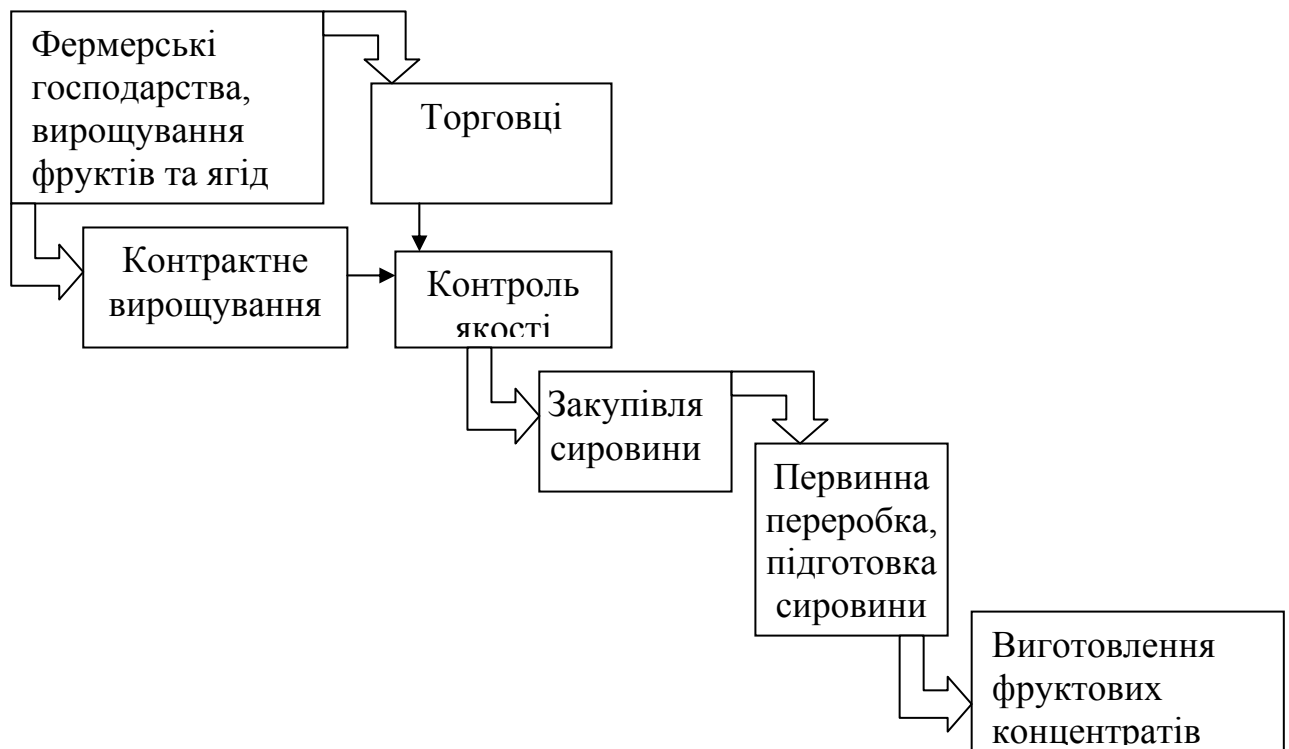 Фермерські
господарства,
вирощування
фруктів та ягід
Торговці
Контрактне
вирощування
Контроль
якості
Закупівля
сировини
Первинна
переробка,
підготовка
сировини
Виготовлення
фруктових
концентратів